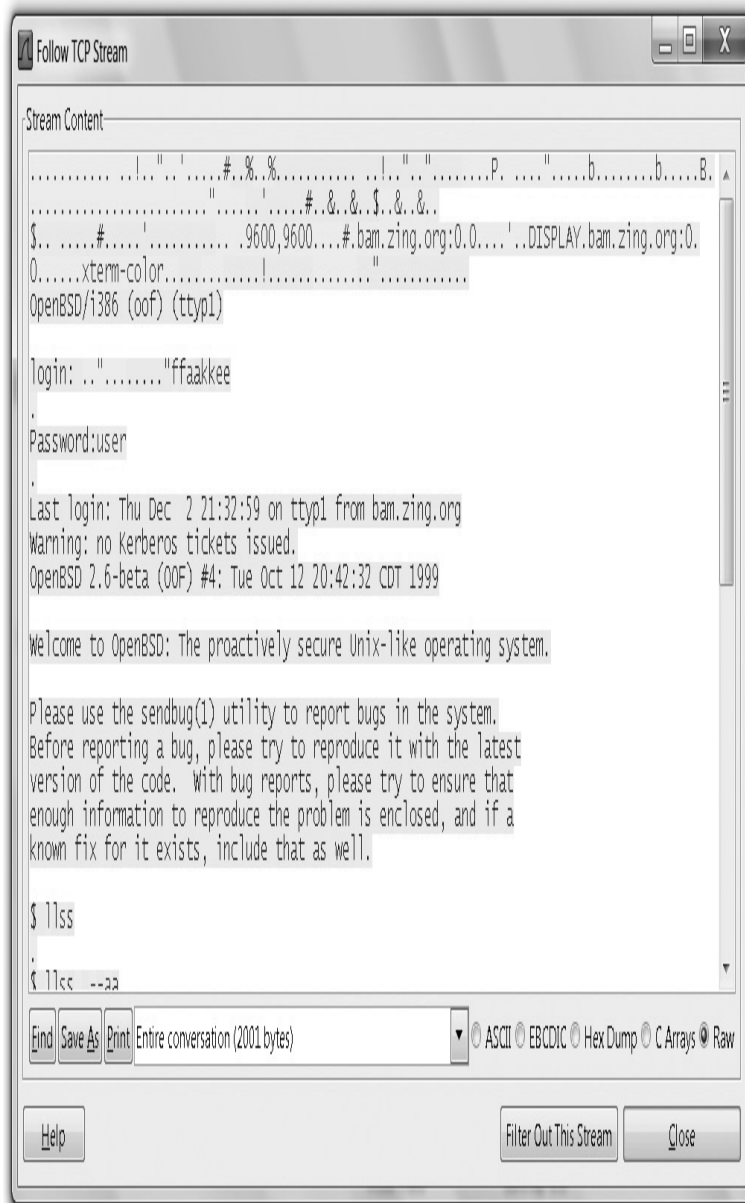 Follow TCP Stream
Stream Content
........... ..!.."..'.....#..%..%........... ..!..".."........P. ....."......b........b.....B.
........................"......'.....#..&..&..$..&..&..
$.. .....#.....'........... .9600,9600....#.bam.zing.org:0.0....'..DISPLAY.bam.zing.org:0.
0......xterm-color.............!..............."............
OpenBSD/i386 (oof) (ttyp1)
login: .."........"ffaakkee
.
Password:user
.
Last login: Thu Dec  2 21:32:59 on ttyp1 from bam.zing.org
Warning: no Kerberos tickets issued.
OpenBSD 2.6-beta (OOF) #4: Tue Oct 12 20:42:32 CDT 1999
Welcome to OpenBSD: The proactively secure Unix-like operating system.
Please use the sendbug(1) utility to report bugs in the system.
Before reporting a bug, please try to reproduce it with the latest
version of the code.  With bug reports, please try to ensure that
enough information to reproduce the problem is enclosed, and if a
known fix for it exists, include that as well.
$ llss
.
$ llss  --aa
Find Save As Print Entire conversation (2001 bytes) ASCII EBCDIC Hex Dump C Arrays Raw
Help Filter Out This Stream Close